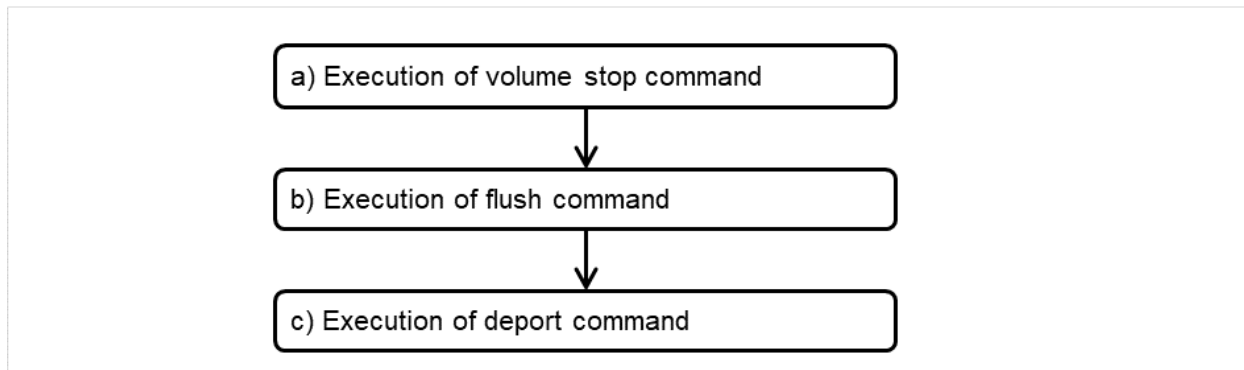 a) Execution of volume stop command
b) Execution of flush command
c) Execution of deport command